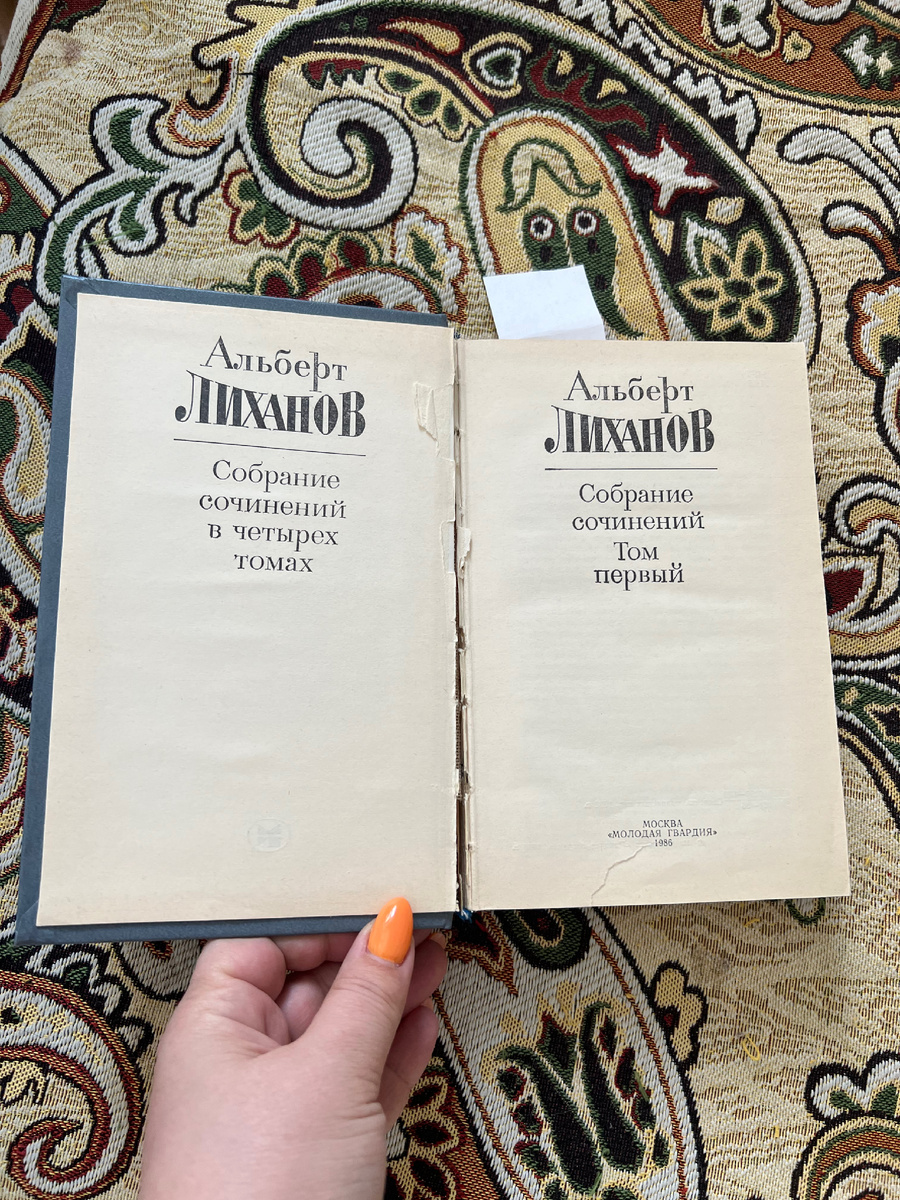 Альберт
ЛИХАНОВ
Собрание
сочинений
в четырех
томах
Альберт
ЛИХАНОВ
Собрание
сочинений
Том
первый
МОСКВА
«МОЛОДАЯ ГВАРДИЯ»
1986